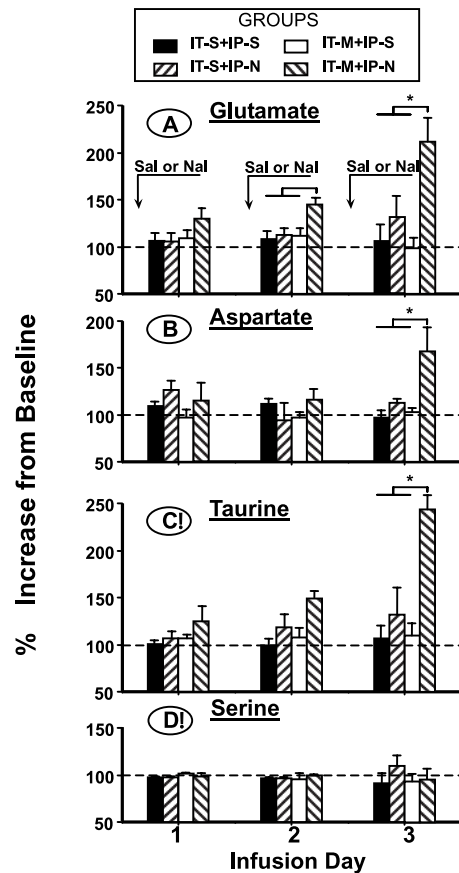 GROUPS
IT-S+IP-S IT-M+IP-S
IT-S+IP-N IT-M+IP-N
% Increase from Baseline
250
200
150
100
50
A Glutamate
Sal or Nal Sal or Nal Sal or Nal
*
200
150
100
50
B Aspartate
*
250
200
150
100
50
C! Taurine
*
100
50
D! Serine
1 2 3
Infusion Day